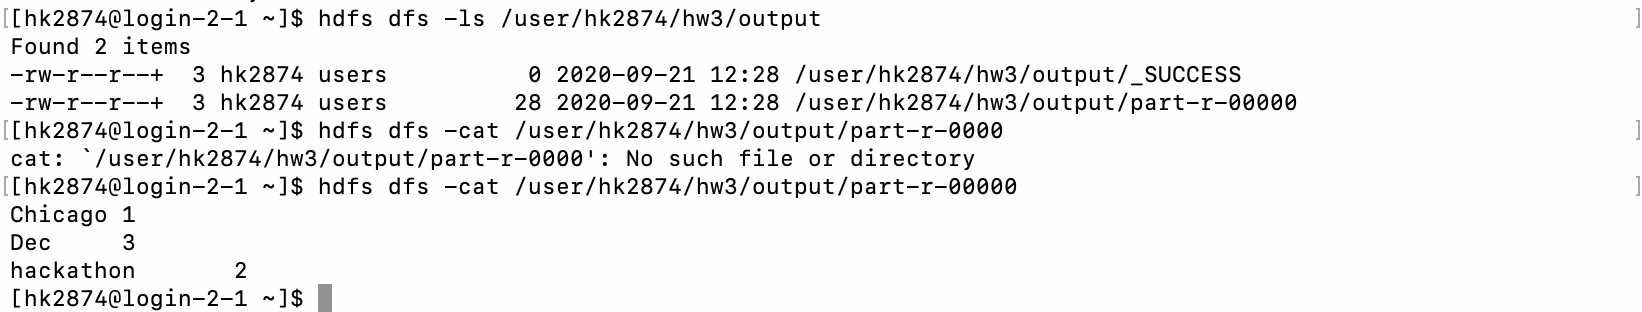 [[hk2874@login-2-1 ~]$ hdfs dfs -ls /user/hk2874/hw3/output ]
Found 2 items
-rw-r--r--+  3 hk2874 users          0 2020-09-21 12:28 /user/hk2874/hw3/output/_SUCCESS
-rw-r--r--+  3 hk2874 users         28 2020-09-21 12:28 /user/hk2874/hw3/output/part-r-00000
[[hk2874@login-2-1 ~]$ hdfs dfs -cat /user/hk2874/hw3/output/part-r-0000 ]
cat: `/user/hk2874/hw3/output/part-r-0000': No such file or directory
[[hk2874@login-2-1 ~]$ hdfs dfs -cat /user/hk2874/hw3/output/part-r-00000 ]
Chicago 1
Dec     3
hackathon       2
[hk2874@login-2-1 ~]$